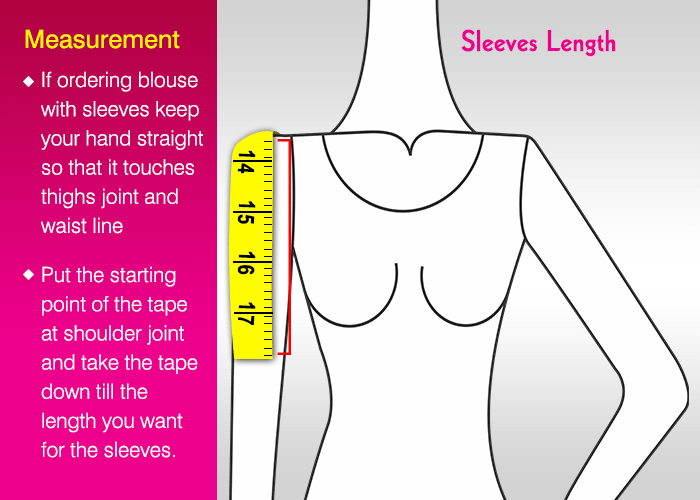 Measurement
If ordering blouse
with sleeves keep
your hand straight
so that it touches
thighs joint and
waist line
Put the starting
point of the tape
at shoulder joint
and take the tape
down till the
length you want
for the sleeves.
Sleeves Length
14
15
16
17